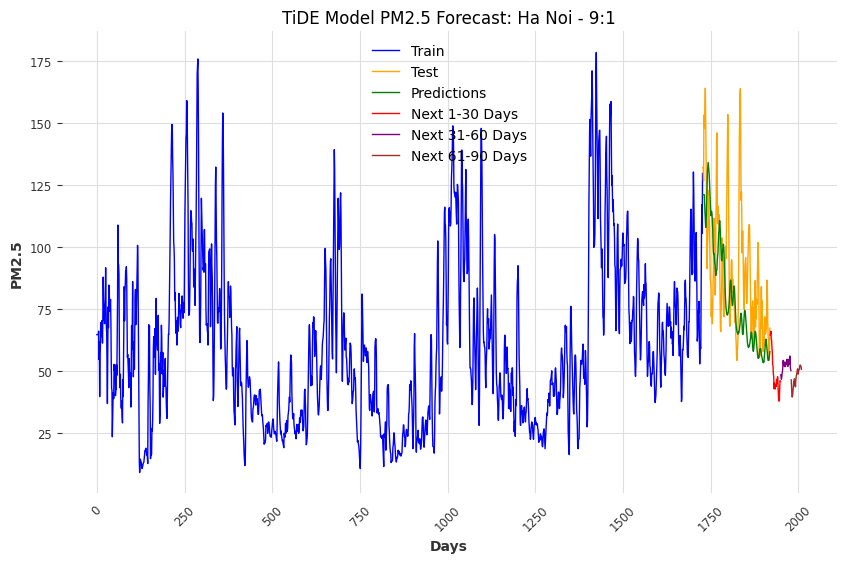 TiDE Model PM2.5 Forecast: Ha Noi - 9:1
Train
Test
Predictions
Next 1-30 Days
Next 31-60 Days
Next 61-90 Days
PM2.5
175
150
125
100
75
50
25
0
250
500
750
1000
1250
1500
1750
2000
Days